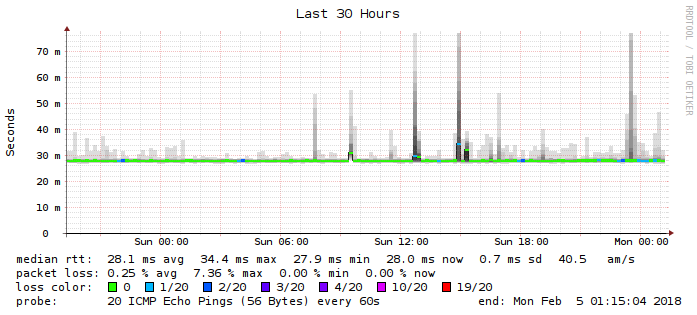 Last 30 Hours
RRDTOOL / TOBI OETIKER
Seconds
70 m
60 m
50 m
40 m
30 m
20 m
10 m
0
Sun 00:00 Sun 06:00 Sun 12:00 Sun 18:00 Mon 00:00
median rtt: 28.1 ms avg 34.4 ms max 27.9 ms min 28.0 ms now 0.7 ms sd 40.5 am/s
packet loss: 0.25 % avg 7.36 % max 0.00 % min 0.00 % now
loss color: 0 1/20 2/20 3/20 4/20 10/20 19/20
probe: 20 ICMP Echo Pings (56 Bytes) every 60s end: Mon Feb 5 01:15:04 2018